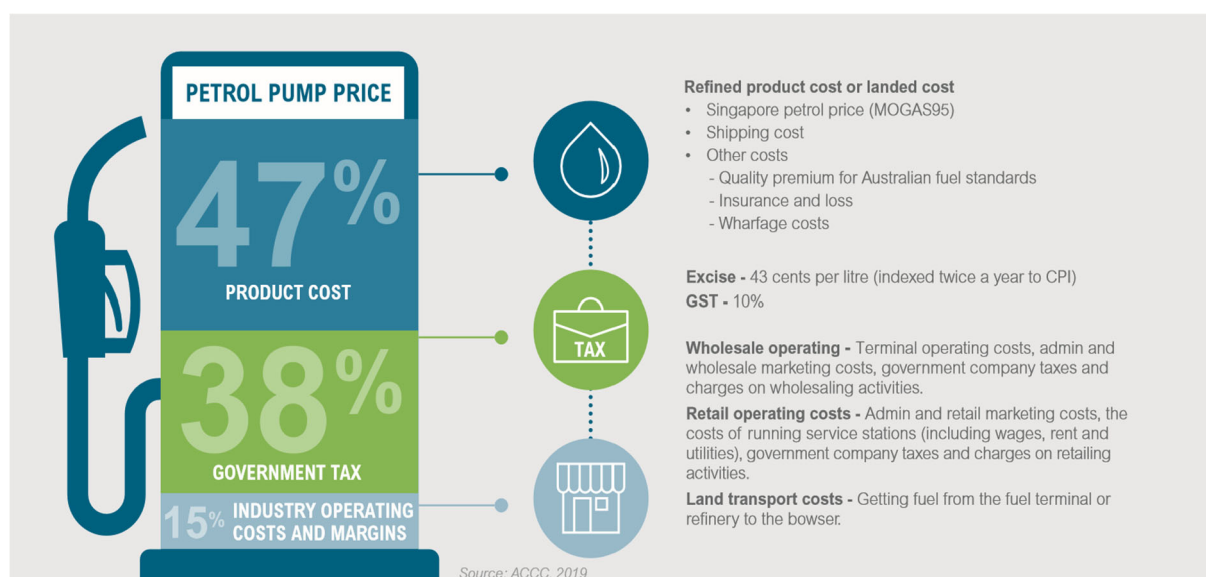 PETROL PUMP PRICE
47%
PRODUCT COST
38%
GOVERNMENT TAX
15% INDUSTRY OPERATING
COSTS AND MARGINS
TAX
Refined product cost or landed cost
• Singapore petrol price (MOGAS95)
• Shipping cost
• Other costs
- Quality premium for Australian fuel standards
- Insurance and loss
- Wharfage costs
Excise - 43 cents per litre (indexed twice a year to CPI)
GST - 10%
Wholesale operating - Terminal operating costs, admin and
wholesale marketing costs, government company taxes and
charges on wholesaling activities.
Retail operating costs - Admin and retail marketing costs, the
costs of running service stations (including wages, rent and
utilities), government company taxes and charges on retailing
activities.
Land transport costs - Getting fuel from the fuel terminal or
refinery to the bowser.
Source: ACCC, 2019